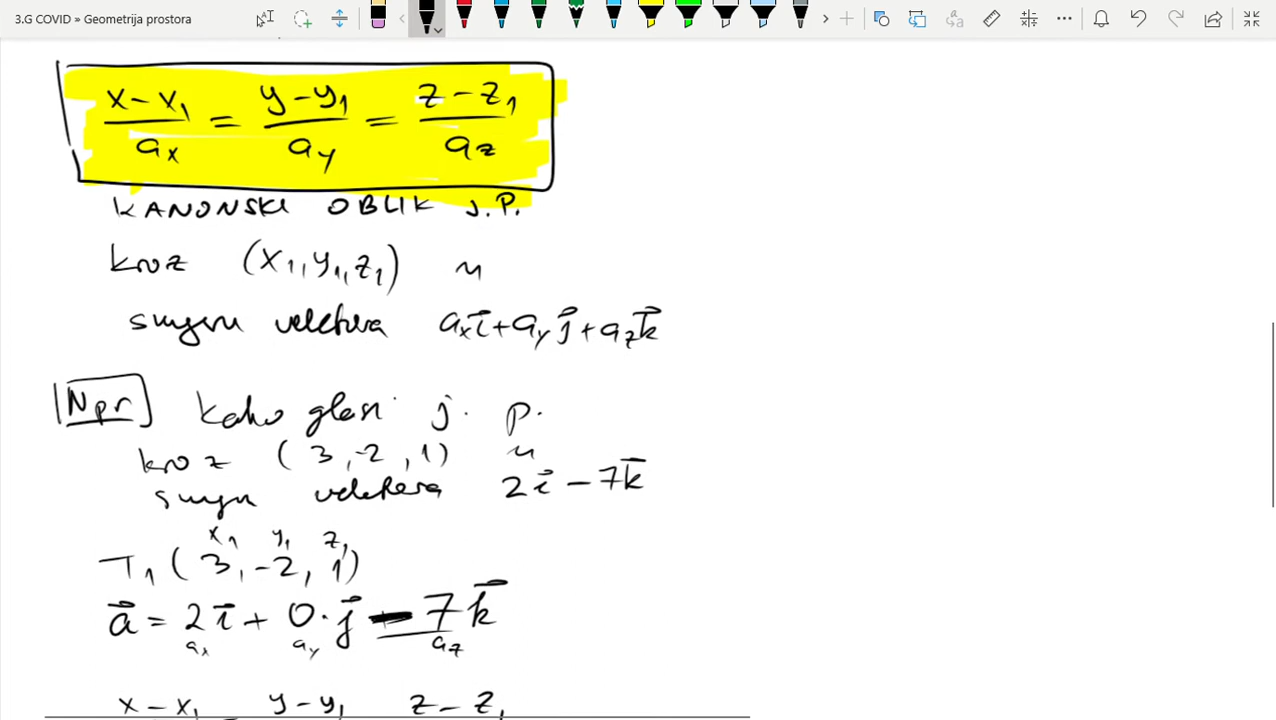 3.G COVID » Geometrija prostora
x-x₁/aₓ = y-y₁/a_y = z-z₁/a_z
KANONSKI OBLIK j.P.
kroz (x₁,y₁,z₁) u
smjeru vektora aₓi⃗+a_yj⃗+a_zk⃗
Npr Kako glasi j. p.
kroz (3,-2,1) u
smjeru vektora 2i⃗-7k⃗
x₁ y₁ z₁
T₁(3,-2,1)
a⃗=2i⃗+0·j⃗-7k⃗
aₓ a_y a_z
x-x₁ y-y₁ z-z₁